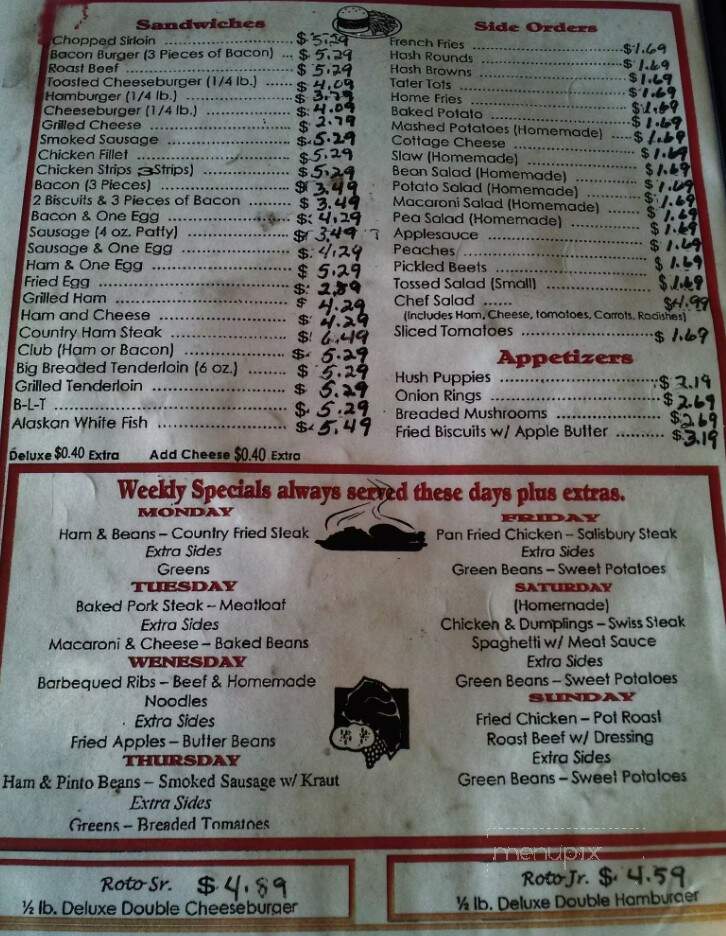 Sandwiches
Chopped Sirloin $ 5.29
Bacon Burger (3 Pieces of Bacon) $ 5.29
Roast Beef $ 5.29
Toasted Cheeseburger (1/4 lb.) $ 4.09
Hamburger (1/4 lb.) $ 3.79
Cheeseburger (1/4 lb.) $ 4.09
Grilled Cheese $ 2.79
Smoked Sausage $ 5.29
Chicken Fillet $ 5.29
Chicken Strips 3 Strips) $ 5.29
Bacon (3 Pieces) $ 3.49
2 Biscuits & 3 Pieces of Bacon $ 3.49
Bacon & One Egg $ 4.29
Sausage (4 oz. Patty) $ 3.49
Sausage & One Egg $ 4.29
Ham & One Egg $ 5.29
Fried Egg $ 2.89
Grilled Ham $ 4.29
Ham and Cheese $ 4.29
Country Ham Steak $ 6.49
Club (Ham or Bacon) $ 5.29
Big Breaded Tenderloin (6 oz.) $ 5.29
Grilled Tenderloin $ 5.29
B-L-T $ 5.29
Alaskan White Fish $ 5.49
Deluxe $0.40 Extra Add Cheese $0.40 Extra
Side Orders
French Fries $1.69
Hash Rounds $1.69
Hash Browns $1.69
Tater Tots $1.69
Home Fries $1.69
Baked Potato $1.69
Mashed Potatoes (Homemade) $1.69
Cottage Cheese $1.69
Slaw (Homemade) $1.69
Bean Salad (Homemade) $1.69
Potato Salad (Homemade) $1.69
Macaroni Salad (Homemade) $1.69
Pea Salad (Homemade) $1.69
Applesauce $1.69
Peaches $1.69
Pickled Beets $1.69
Tossed Salad (Small) $1.69
Chef Salad $4.99
(Includes Ham, Cheese, tomatoes, Carrots, Radishes)
Sliced Tomatoes $1.69
Appetizers
Hush Puppies $
Onion Rings $2.69
Breaded Mushrooms $2.69
Fried Biscuits w/ Apple Butter $3.19
Weekly Specials always served these days plus extras.
MONDAY
Ham & Beans – Country Fried Steak
Extra Sides
Greens
TUESDAY
Baked Pork Steak – Meatloaf
Extra Sides
Macaroni & Cheese – Baked Beans
WENESDAY
Barbequed Ribs – Beef & Homemade
Noodles
Extra Sides
Fried Apples – Butter Beans
THURSDAY
Ham & Pinto Beans – Smoked Sausage w/ Kraut
Extra Sides
Greens – Breaded Tomatoes
FRIDAY
Pan Fried Chicken – Salisbury Steak
Extra Sides
Green Beans – Sweet Potatoes
SATURDAY
(Homemade)
Chicken & Dumplings – Swiss Steak
Spaghetti w/ Meat Sauce
Extra Sides
Green Beans – Sweet Potatoes
SUNDAY
Fried Chicken – Pot Roast
Roast Beef w/ Dressing
Extra Sides
Green Beans – Sweet Potatoes
menupix
Roto Sr. $ 4.89
½ lb. Deluxe Double Cheeseburger
Roto Jr. $ 4.59
½ lb. Deluxe Double Hamburger